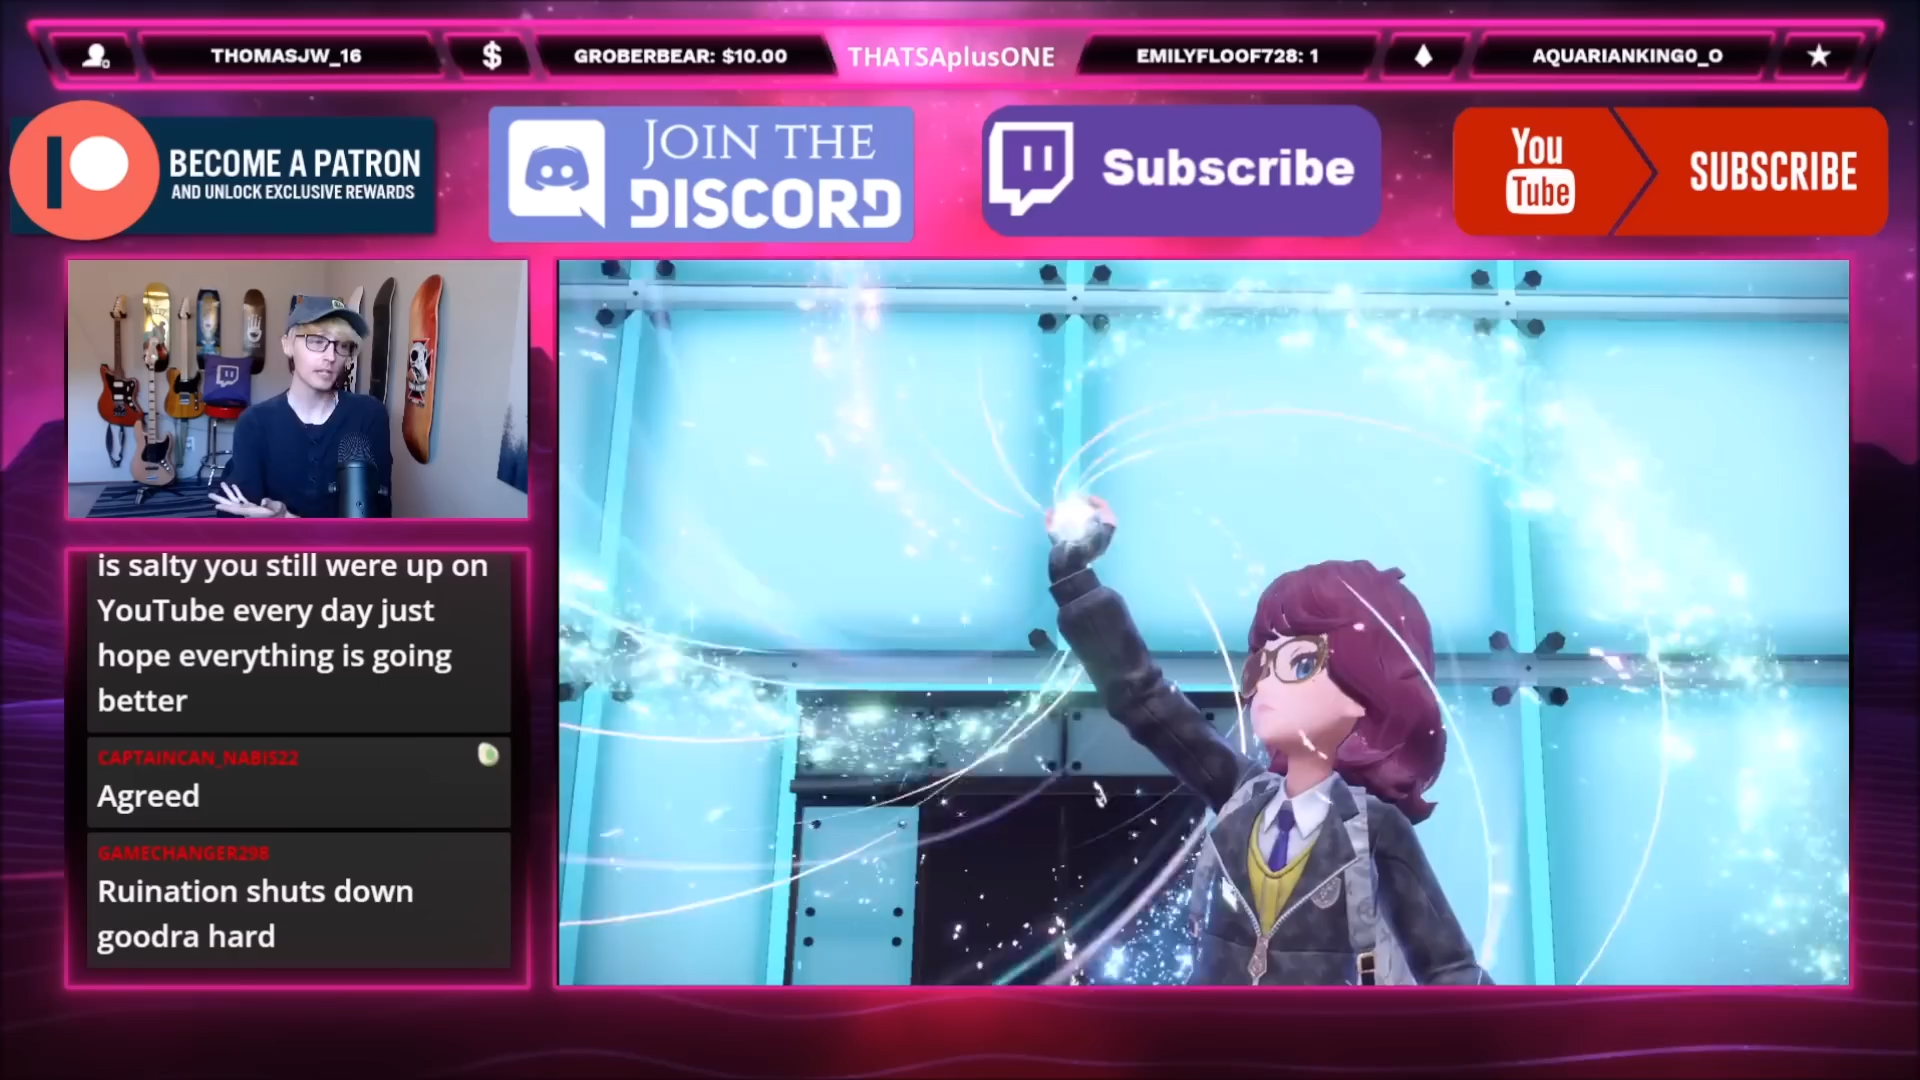 THOMASJW_16
$
GROBERBEAR: $10.00
THATSAplusONE
EMILYFLOOF728: 1
AQUARIANKING0_O
BECOME A PATRON
AND UNLOCK EXCLUSIVE REWARDS
JOIN THE
DISCORD
Subscribe
You
Tube
SUBSCRIBE
is salty you still were up on
YouTube every day just
hope everything is going
better
CAPTAINCAN_NABIS22
Agreed
GAMECHANGER298
Ruination shuts down
goodra hard